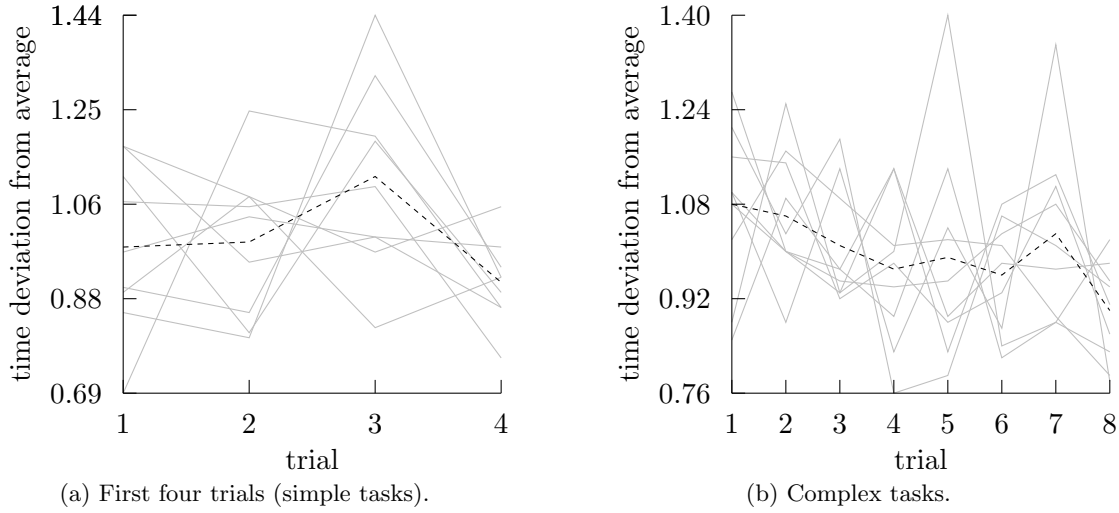 time deviation from average
1.44
1.25
1.06
0.88
0.69
1 2 3 4
trial
(a) First four trials (simple tasks).
time deviation from average
1.40
1.24
1.08
0.92
0.76
1 2 3 4 5 6 7 8
trial
(b) Complex tasks.